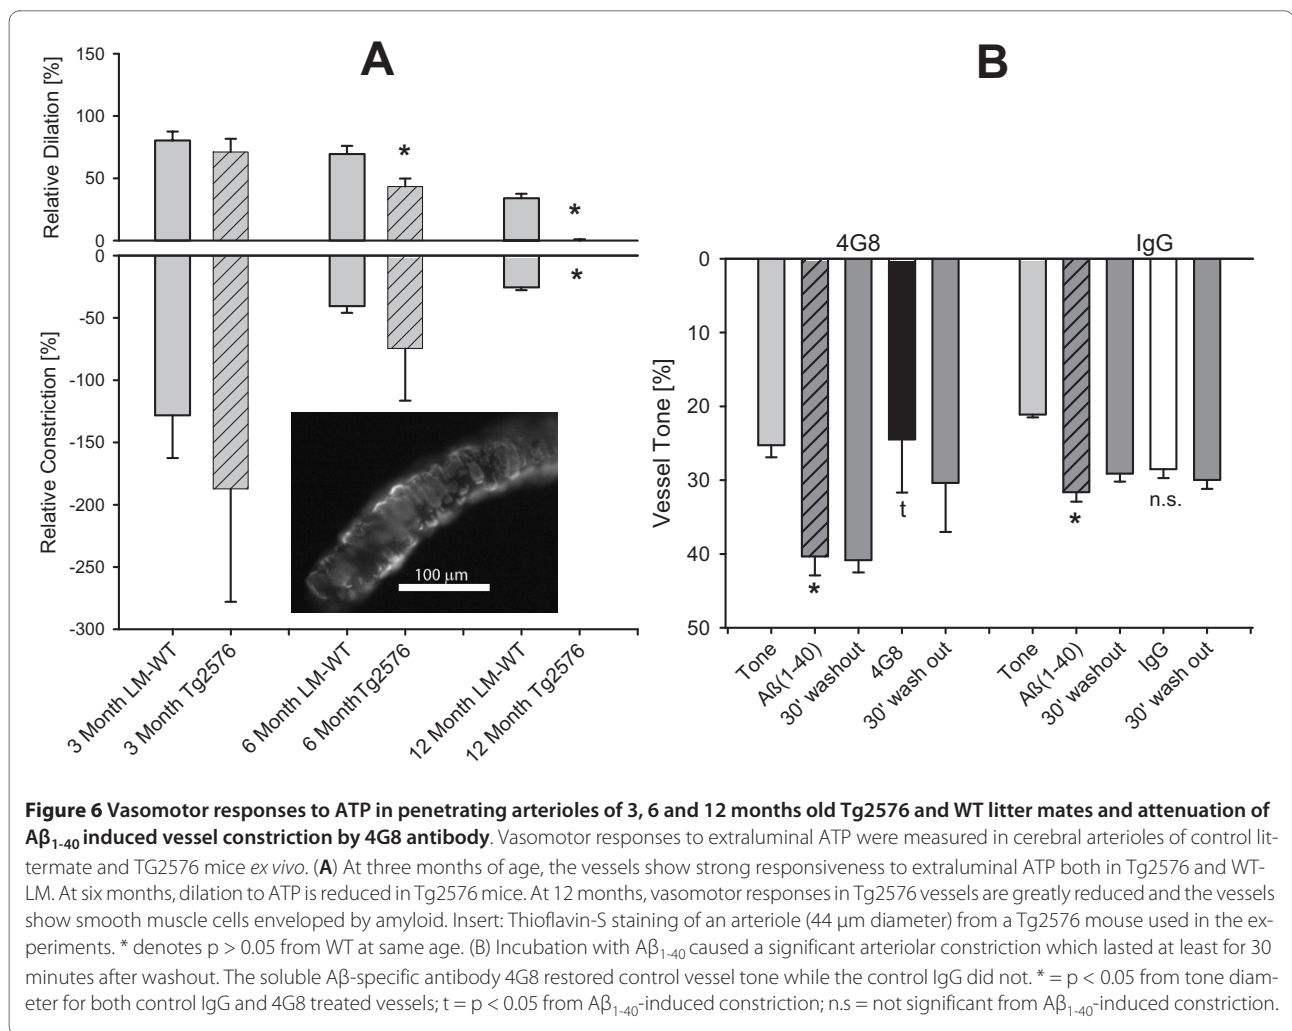 A
Relative Dilation [%]
150
100
50
0
*
*
Relative Constriction [%]
0
-50
-100
-150
-200
-250
-300
*
100 μm
3 Month LM-WT
3 Month Tg2576
6 Month LM-WT
6 MonthTg2576
12 Month LM-WT
12 Month Tg2576
B
4G8
IgG
Vessel Tone [%]
0
10
20
30
40
50
*
t
*
n.s.
Tone
Aß(1-40)
30' washout
4G8
30' wash out
Tone
Aß(1-40)
30' washout
IgG
30' wash out
Figure 6 Vasomotor responses to ATP in penetrating arterioles of 3, 6 and 12 months old Tg2576 and WT litter mates and attenuation of
Aβ1-40 induced vessel constriction by 4G8 antibody. Vasomotor responses to extraluminal ATP were measured in cerebral arterioles of control lit-
termate and TG2576 mice ex vivo. (A) At three months of age, the vessels show strong responsiveness to extraluminal ATP both in Tg2576 and WT-
LM. At six months, dilation to ATP is reduced in Tg2576 mice. At 12 months, vasomotor responses in Tg2576 vessels are greatly reduced and the vessels
show smooth muscle cells enveloped by amyloid. Insert: Thioflavin-S staining of an arteriole (44 μm diameter) from a Tg2576 mouse used in the ex-
periments. * denotes p > 0.05 from WT at same age. (B) Incubation with Aβ1-40 caused a significant arteriolar constriction which lasted at least for 30
minutes after washout. The soluble Aβ-specific antibody 4G8 restored control vessel tone while the control IgG did not. * = p < 0.05 from tone diam-
eter for both control IgG and 4G8 treated vessels; t = p < 0.05 from Aβ1-40-induced constriction; n.s = not significant from Aβ1-40-induced constriction.